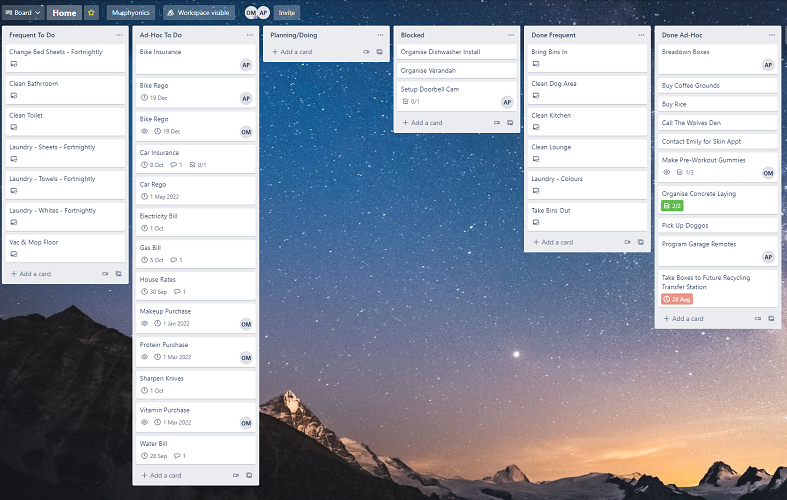 Board
Home
Murphyonics
Workspace visible
OM
AP
Invite
Frequent To Do
Change Bed Sheets - Fortnightly
Clean Bathrroom
Clean Toilet
Laundry - Sheets - Fortnightly
Laundry - Towels - Fortnightly
Laundry - Whites - Fortnightly
Vac & Mop Floor
+ Add a card
Ad-Hoc To Do
Bike Insurance
AP
Bike Rego
19 Dec
AP
Bike Rego
19 Dec
OM
Car Insurance
8 Oct 1 0/1
Car Rego
1 May 2022
Electricity Bill
1 Oct
Gas Bill
5 Oct 1
House Rates
30 Sep 1
Makeup Purchase
1 Jan 2022
OM
Protein Purchase
1 Mar 2022
OM
Sharpen Knives
1 Oct
Vitamin Purchase
1 Mar 2022
OM
Water Bill
28 Sep 1
+ Add a card
Planning/Doing
+ Add a card
Blocked
Organise Dishwasher Install
Organise Verandah
Setup Doorbell Cam
0/1
AP
+ Add a card
Done Frequent
Bring Bins In
Clean Dog Area
Clean Kitchen
Clean Lounge
Laundry - Colours
Take Bins Out
+ Add a card
Done Ad-Hoc
Breadown Boxes
AP
Buy Coffee Grounds
Buy Rice
Call The Wolves Den
Contact Emily for Skin Appt
Make Pre-Workout Gummies
1/3
OM
Organise Concrete Laying
2/2
Pick Up Doggos
Program Garage Remotes
AP
Take Boxes to Future Recycling
Transfer Station
28 Aug
+ Add a card